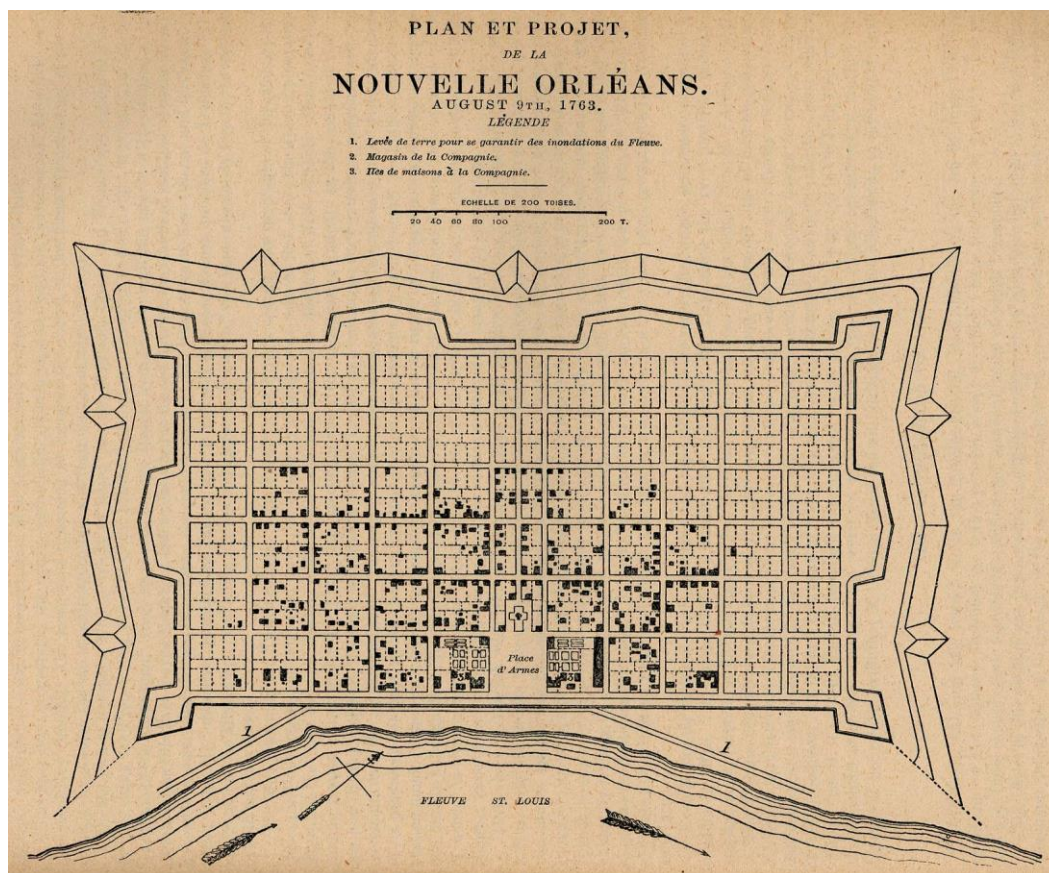 PLAN ET PROJET,
DE LA
NOUVELLE ORLÉANS.
AUGUST 9TH, 1763.
LÉGENDE
1. Levée de terre pour se garantir des inondations du Fleuve.
2. Magasin de la Compagnie.
3. Iles de maisons à la Compagnie.
ECHELLE DE 200 TOISES.
20 40 60 80 100 200 T.
Place
d'Armes
3 3
1 1
FLEUVE ST. LOUIS